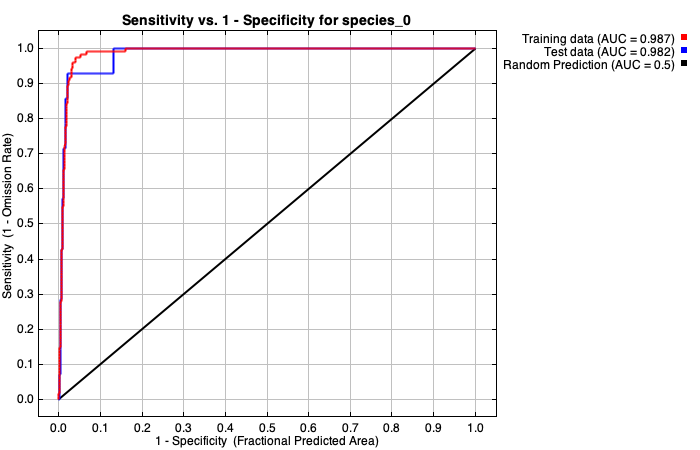 Sensitivity vs. 1 - Specificity for species_0
Training data (AUC = 0.987)
Test data (AUC = 0.982)
Random Prediction (AUC = 0.5)
Sensitivity (1 - Omission Rate)
1.0
0.9
0.8
0.7
0.6
0.5
0.4
0.3
0.2
0.1
0.0
0.0 0.1 0.2 0.3 0.4 0.5 0.6 0.7 0.8 0.9 1.0
1 - Specificity (Fractional Predicted Area)